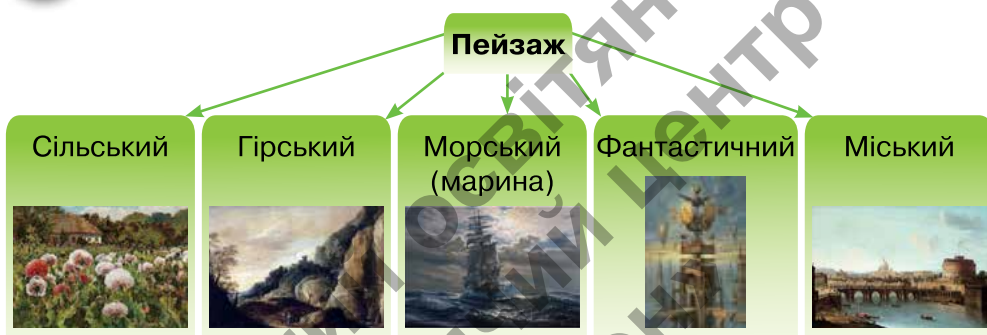 Пейзаж
Сільський
Гірський
Морський
(марина)
Фантастичний
Міський